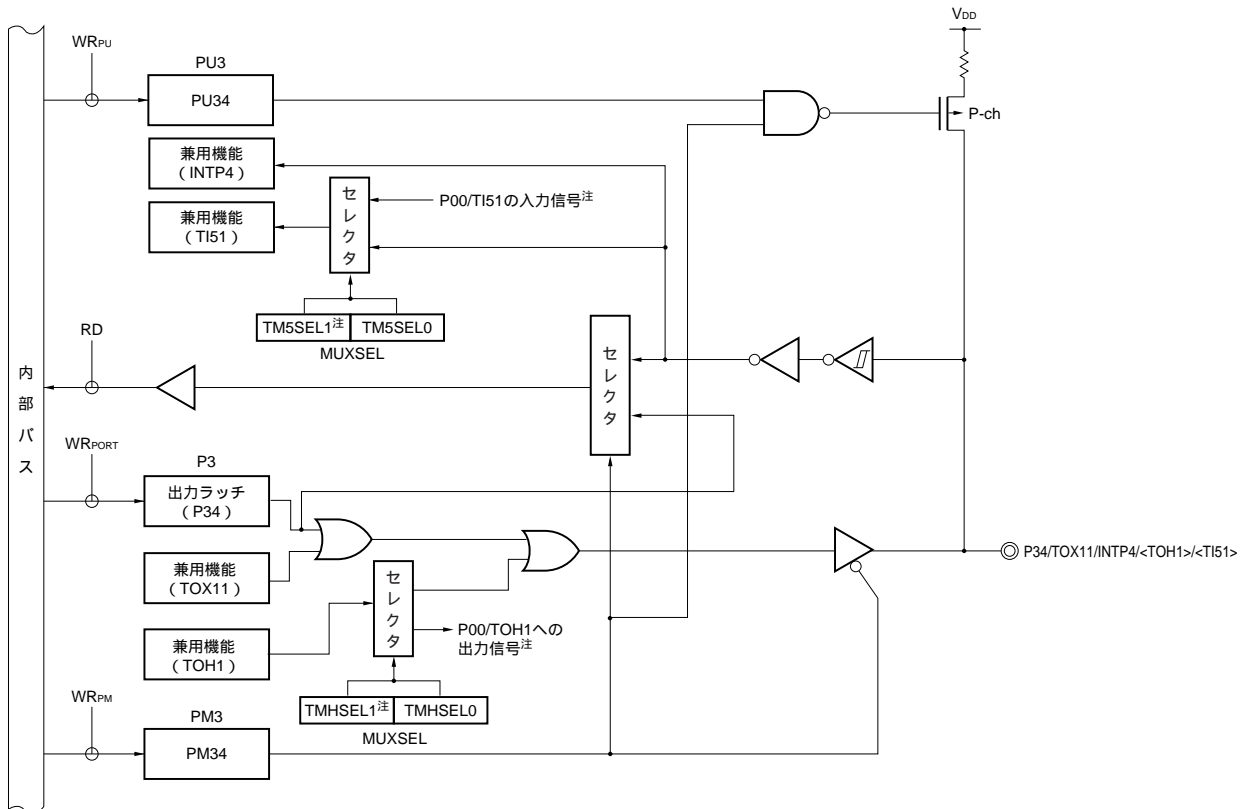 VDD
WRPU
PU3
PU34
P-ch
兼用機能
（INTP4）
セレクタ
P00/TI51の入力信号注
兼用機能
（TI51）
TM5SEL1注 TM5SEL0
MUXSEL
RD
セレクタ
内部バス
WRPORT
P3
出力ラッチ
（P34）
P34/TOX11/INTP4/<TOH1>/<TI51>
兼用機能
（TOX11）
セレクタ
P00/TOH1への
出力信号注
兼用機能
（TOH1）
TMHSEL1注 TMHSEL0
MUXSEL
WRPM
PM3
PM34